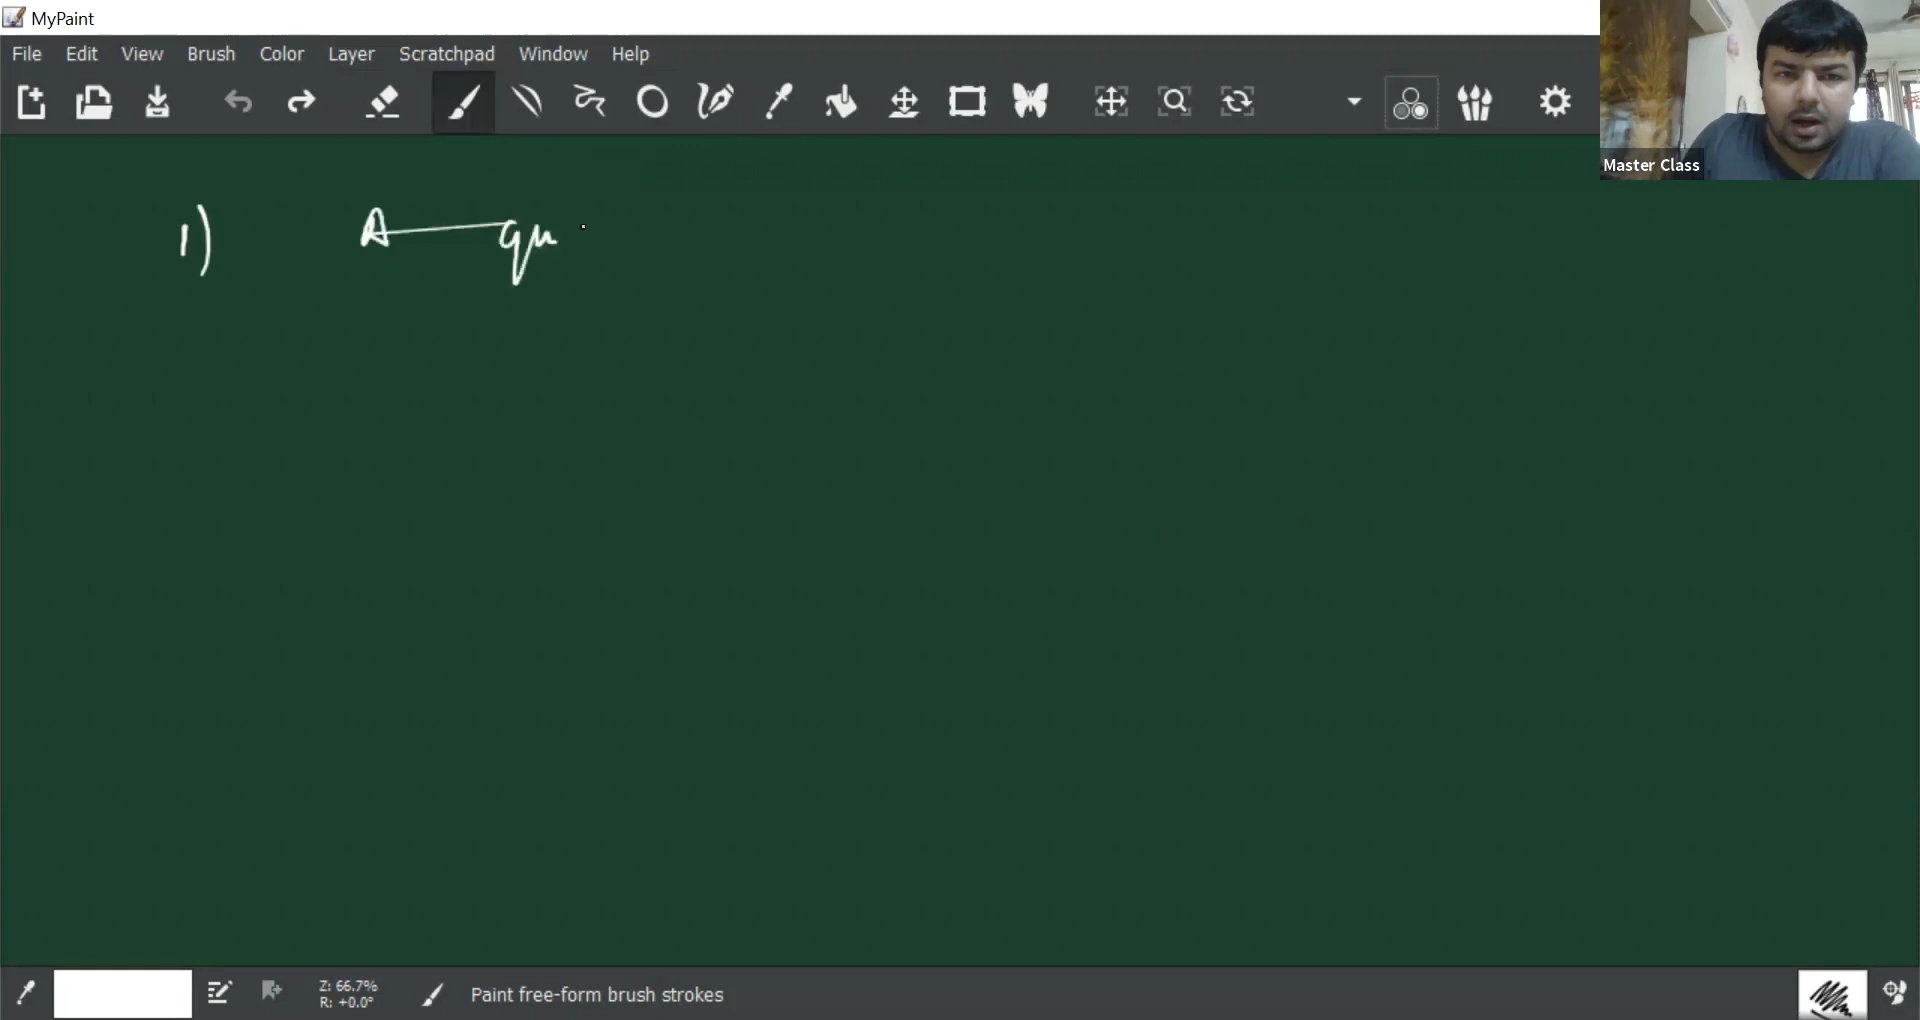 MyPaint
File Edit View Brush Color Layer Scratchpad Window Help
Master Class
1) A
Z: 66.7%
R: +0.0°
Paint free-form brush strokes